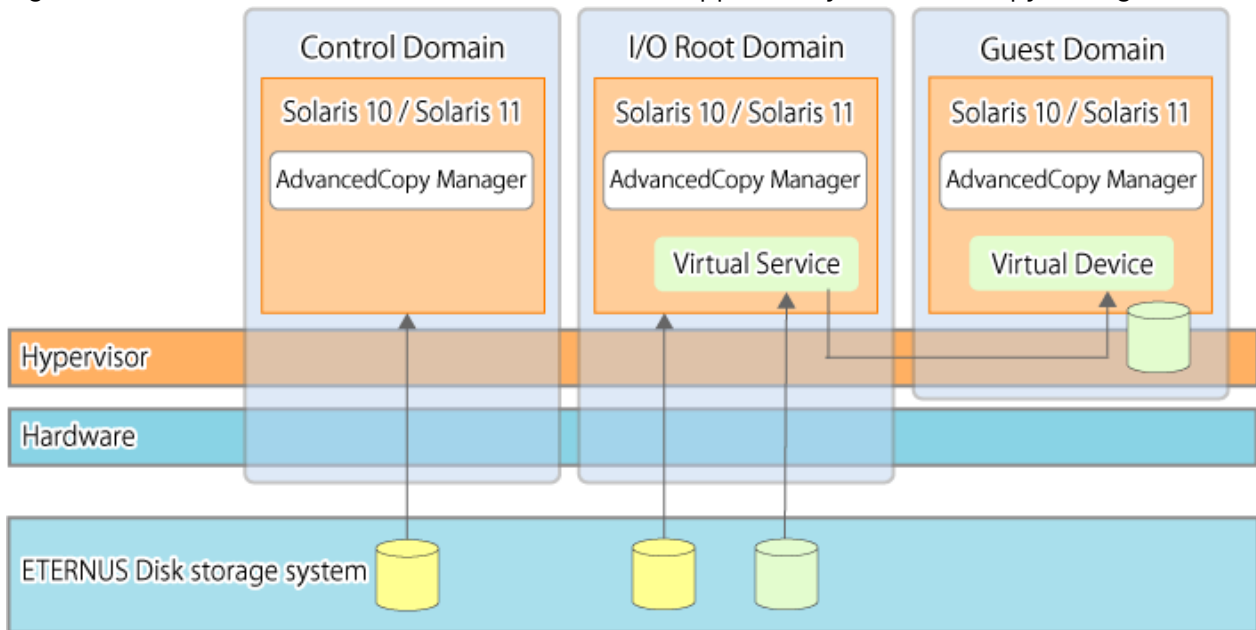 Control Domain
I/O Root Domain
Guest Domain
Solaris 10 / Solaris 11
Solaris 10 / Solaris 11
Solaris 10 / Solaris 11
AdvancedCopy Manager
AdvancedCopy Manager
AdvancedCopy Manager
Virtual Service
Virtual Device
Hypervisor
Hardware
ETERNUS Disk storage system